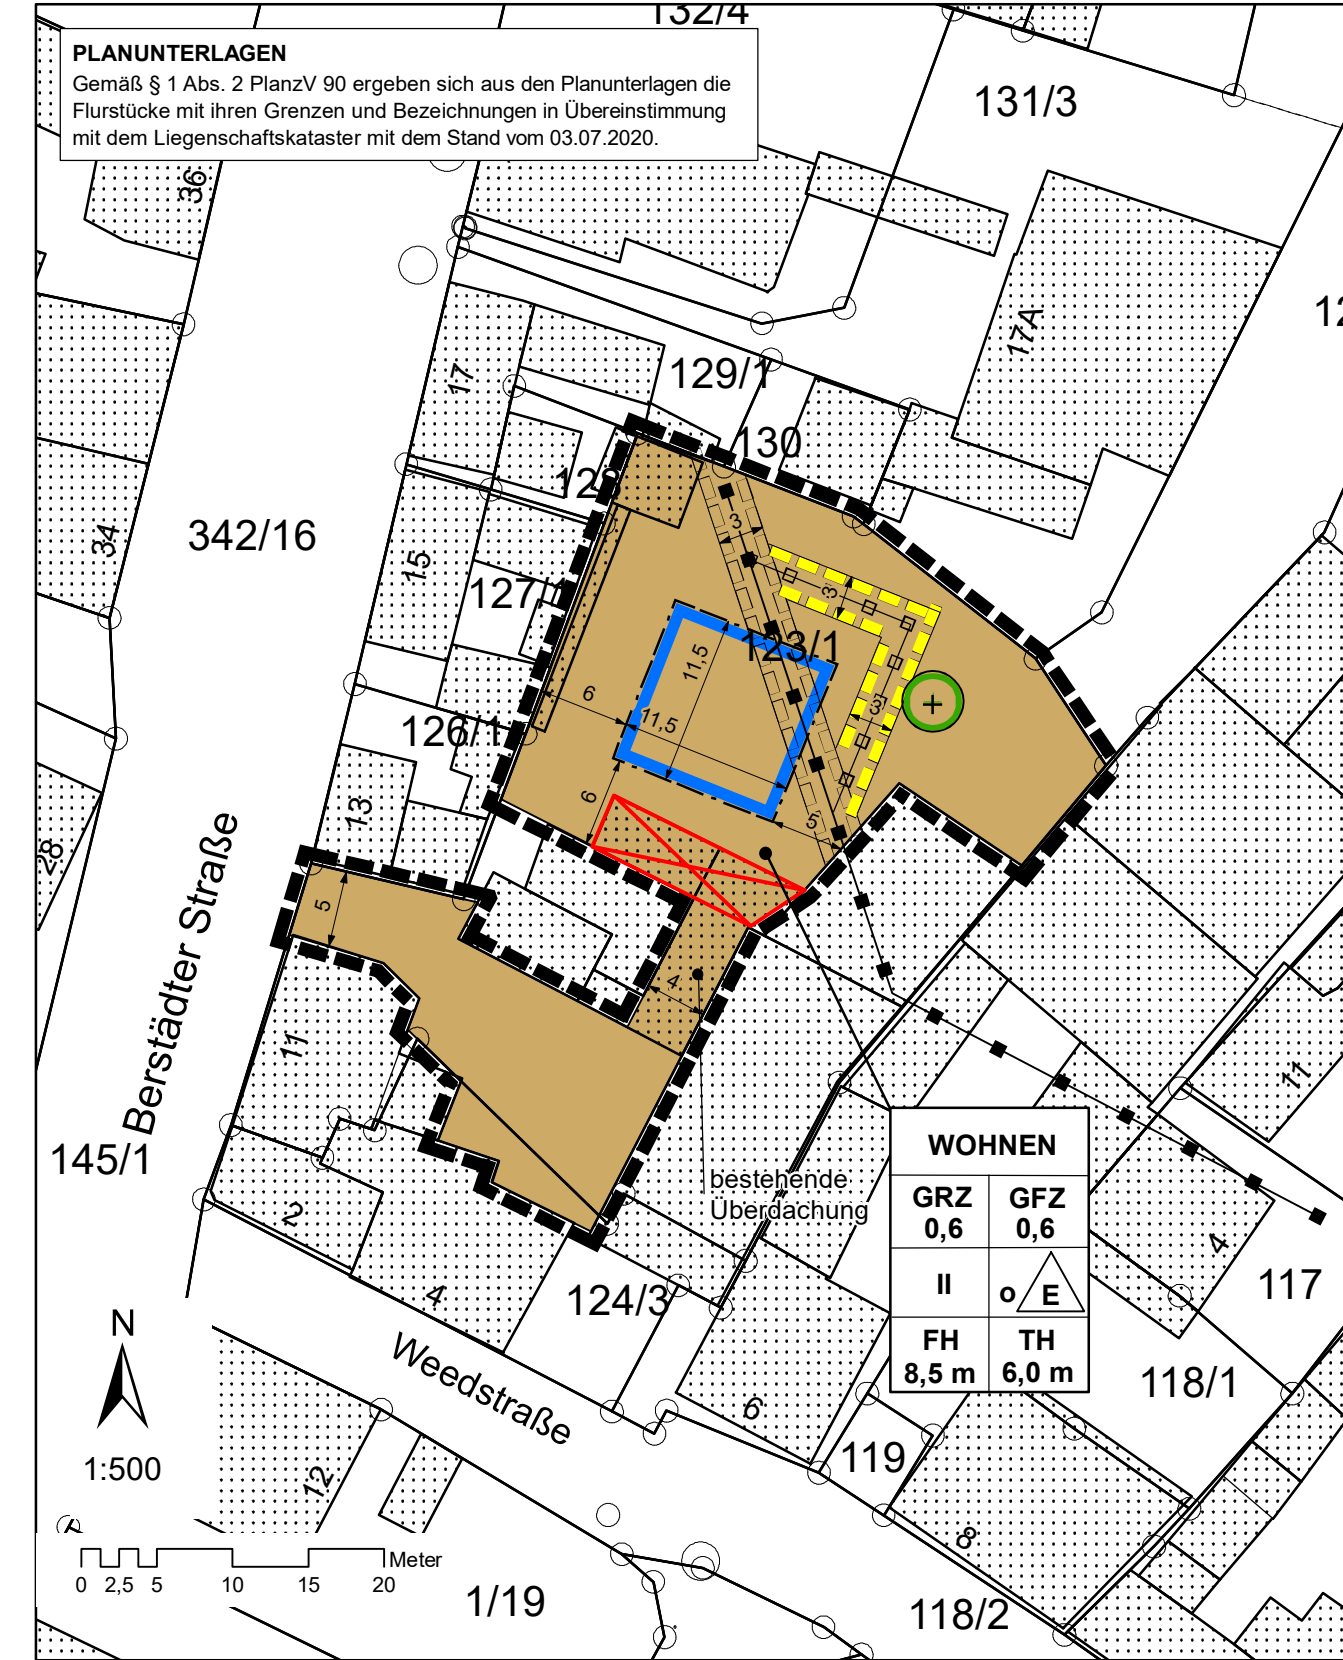 132/4
PLANUNTERLAGEN
Gemäß § 1 Abs. 2 PlanzV 90 ergeben sich aus den Planunterlagen die
Flurstücke mit ihren Grenzen und Bezeichnungen in Übereinstimmung
mit dem Liegenschaftskataster mit dem Stand vom 03.07.2020.
131/3
36
17A
129/1
17
130
128
34
342/16
15
3
127/1
3
123/1
11,5
6
11,5
3
126/1
6
5
13
28
5
Berstädter Straße
4
11
11
145/1
bestehende
Überdachung
WOHNEN
GRZ
GFZ
0,6
0,6
II
o
E
FH
TH
8,5 m
6,0 m
2
4
4
117
124/3
N
Weedstraße
118/1
6
119
1:500
12
8
Meter
0
2,5
5
10
15
20
1/19
118/2